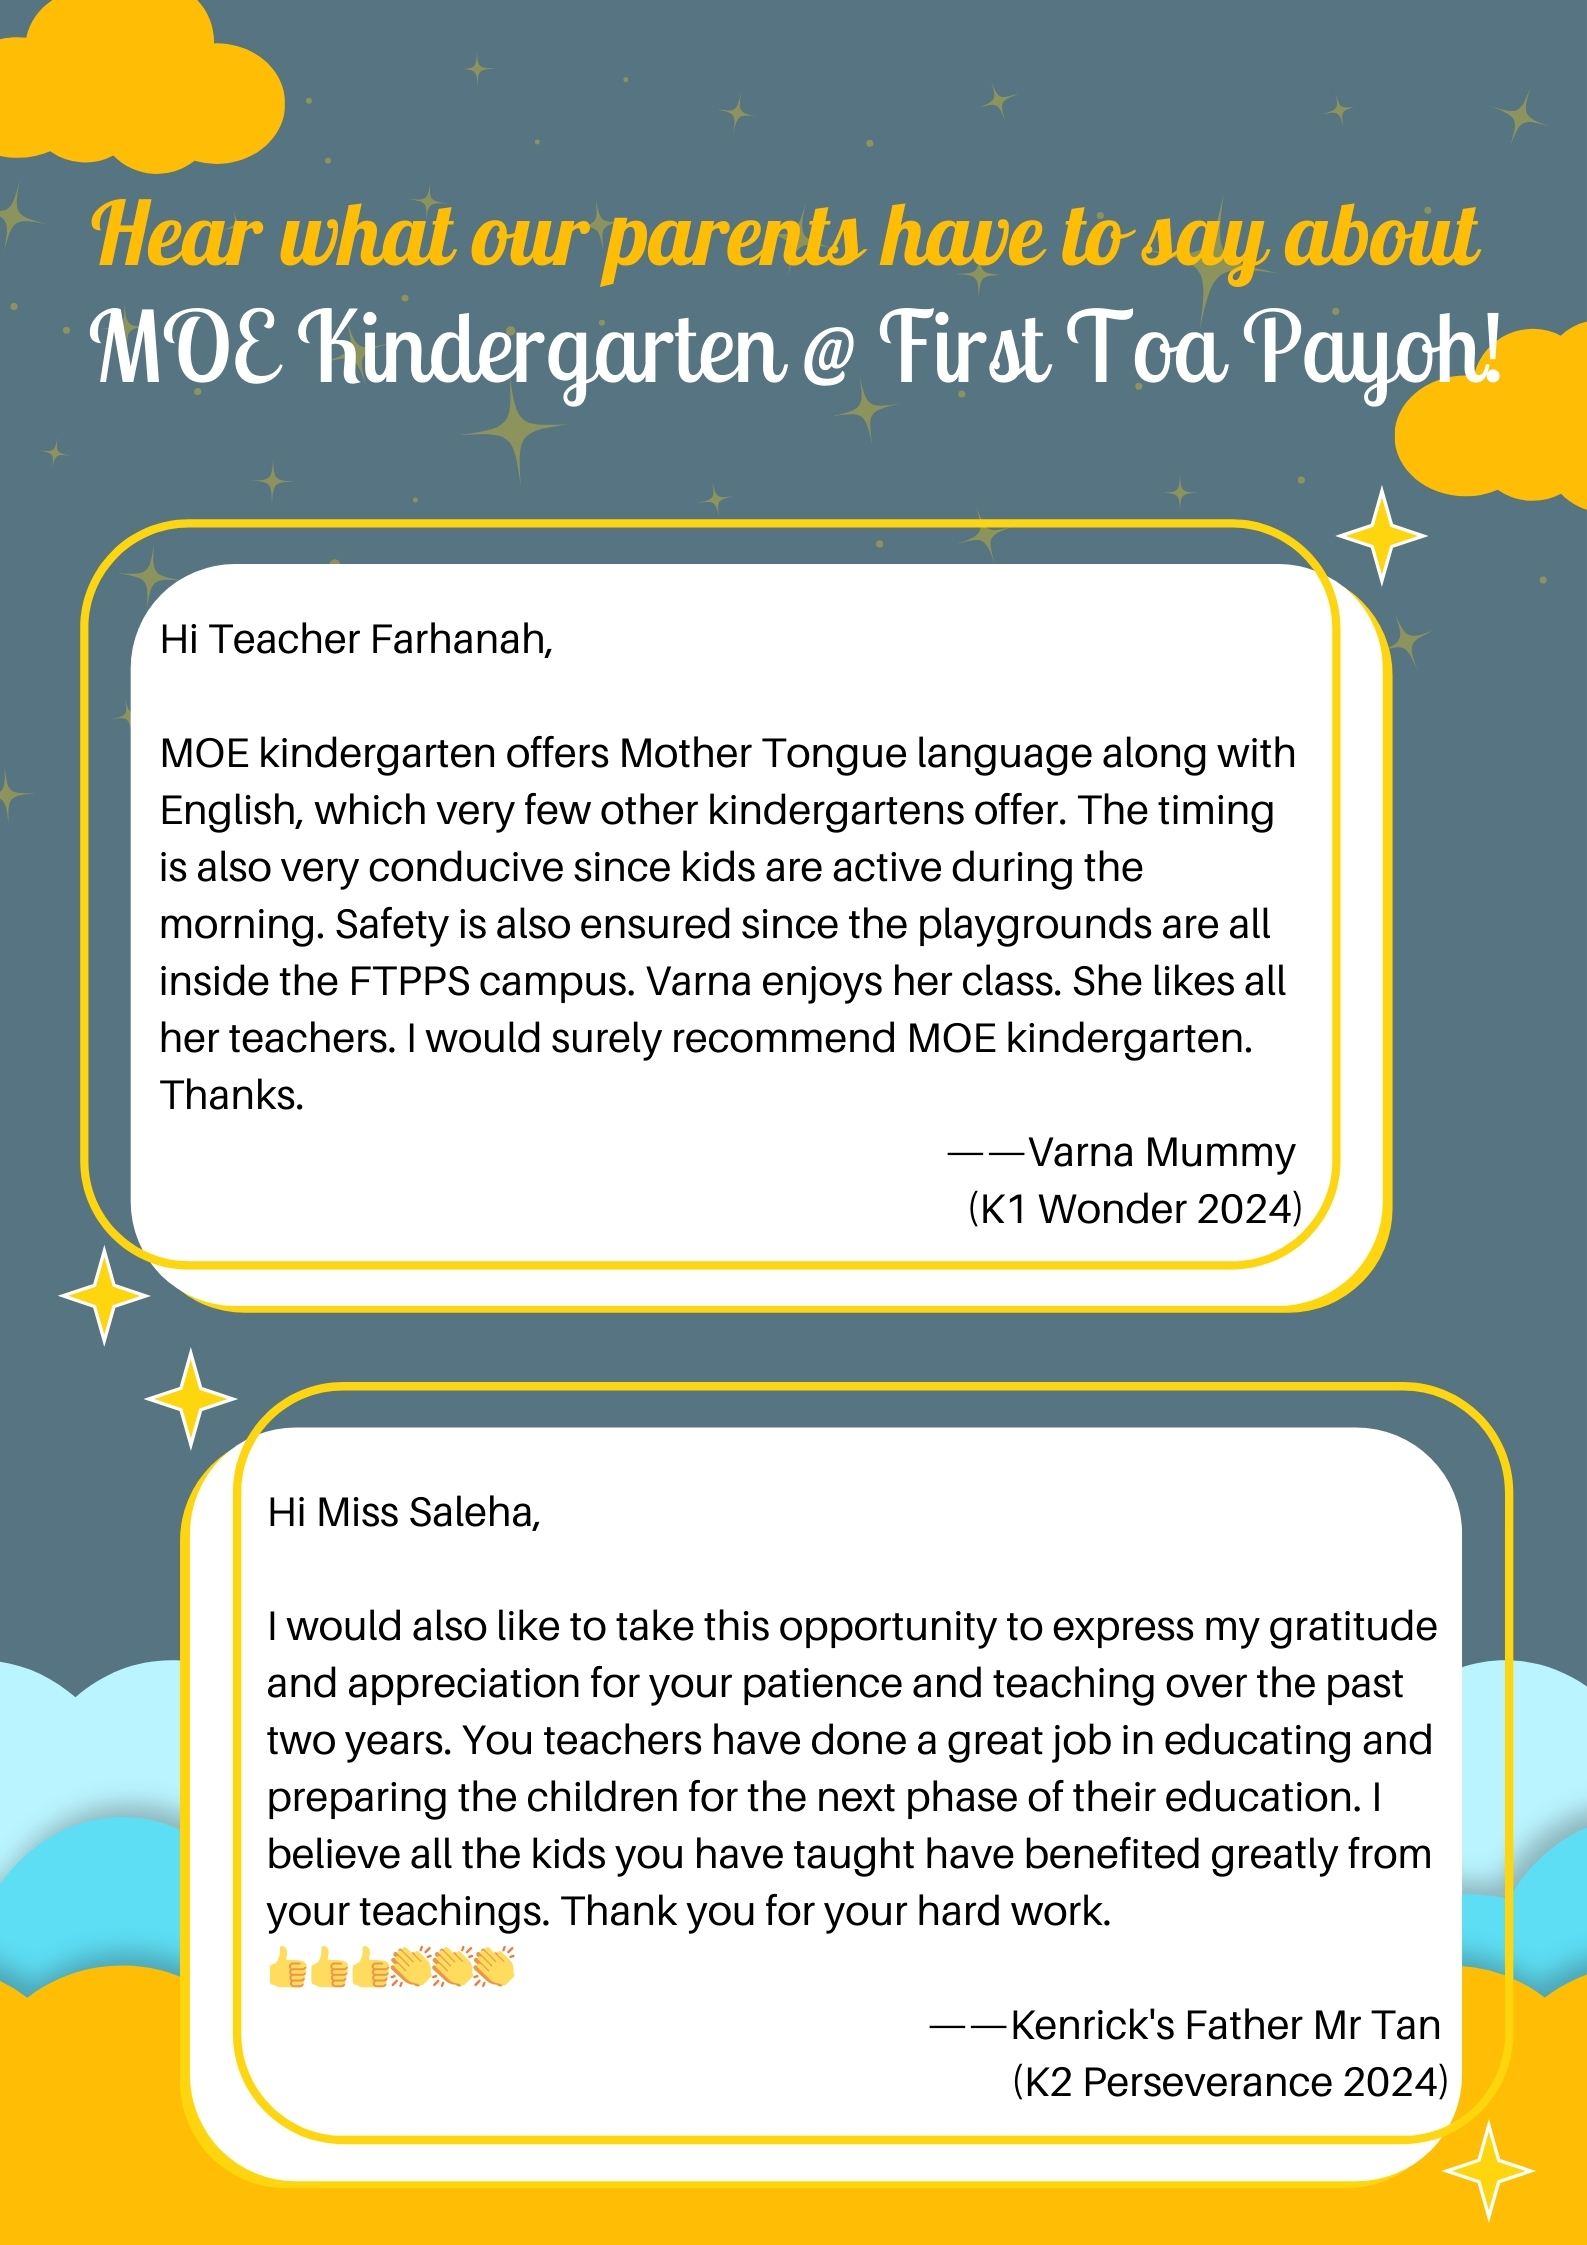 Hear what our parents have to say about
MOE Kindergarten @ First Toa Payoh!
Hi Teacher Farhanah,
MOE kindergarten offers Mother Tongue language along with
English, which very few other kindergartens offer. The timing
is also very conducive since kids are active during the
morning. Safety is also ensured since the playgrounds are all
inside the FTPPS campus. Varna enjoys her class. She likes all
her teachers. I would surely recommend MOE kindergarten.
Thanks.
——Varna Mummy
(K1 Wonder 2024)
Hi Miss Saleha,
I would also like to take this opportunity to express my gratitude
and appreciation for your patience and teaching over the past
two years. You teachers have done a great job in educating and
preparing the children for the next phase of their education. I
believe all the kids you have taught have benefited greatly from
your teachings. Thank you for your hard work.
👍👍👍👏👏👏
——Kenrick's Father Mr Tan
(K2 Perseverance 2024)